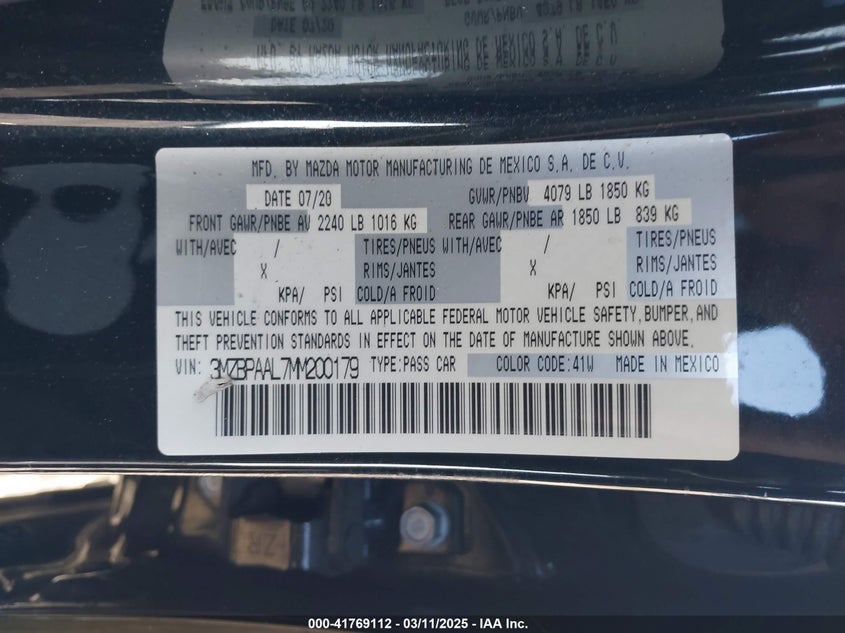 MFD. BY MAZDA MOTOR MANUFACTURING DE MEXICO S.A. DE C.V.
DATE 07/20 GVWR/PNBV 4079 LB 1850 KG
FRONT GAWR/PNBE AV 2240 LB 1016 KG REAR GAWR/PNBE AR 1850 LB 839 KG
WITH/AVEC / TIRES/PNEUS WITH/AVEC / TIRES/PNEUS
X RIMS/JANTES X RIMS/JANTES
KPA/ PSI COLD/A FROID KPA/ PSI COLD/A FROID
THIS VEHICLE CONFORMS TO ALL APPLICABLE FEDERAL MOTOR VEHICLE SAFETY, BUMPER, AND
THEFT PREVENTION STANDARDS IN EFFECT ON THE DATE OF MANUFACTURE SHOWN ABOVE.
VIN: 3MZBPAAL7MM200179 TYPE:PASS CAR COLOR CODE:41W MADE IN MEXICO
ZR
000-41769112 - 03/11/2025 - IAA Inc.